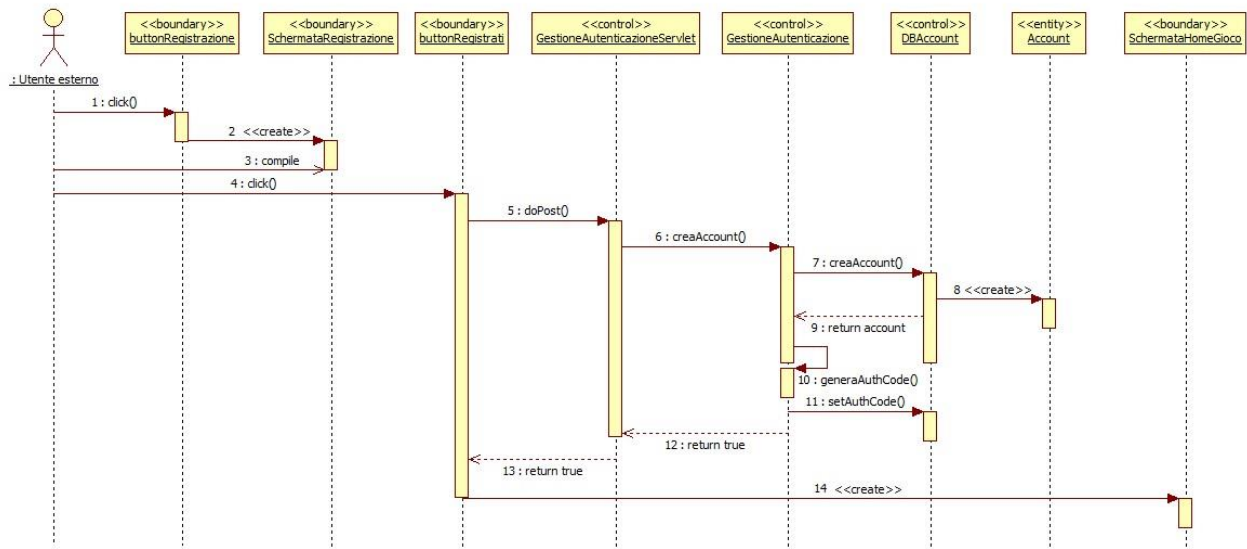 <<boundary>>
buttonRegistrazione
<<boundary>>
SchermataRegistrazione
<<boundary>>
buttonRegistrati
<<control>>
GestioneAutenticazioneServlet
<<control>>
GestioneAutenticazione
<<control>>
DBAccount
<<entity>>
Account
<<boundary>>
SchermataHomeGioco
: Utente esterno
1 : click()
2 <<create>>
3 : compile
4 : click()
5 : doPost()
6 : creaAccount()
7 : creaAccount()
8 <<create>>
9 : return account
10 : generaAuthCode()
11 : setAuthCode()
12 : return true
13 : return true
14 <<create>>